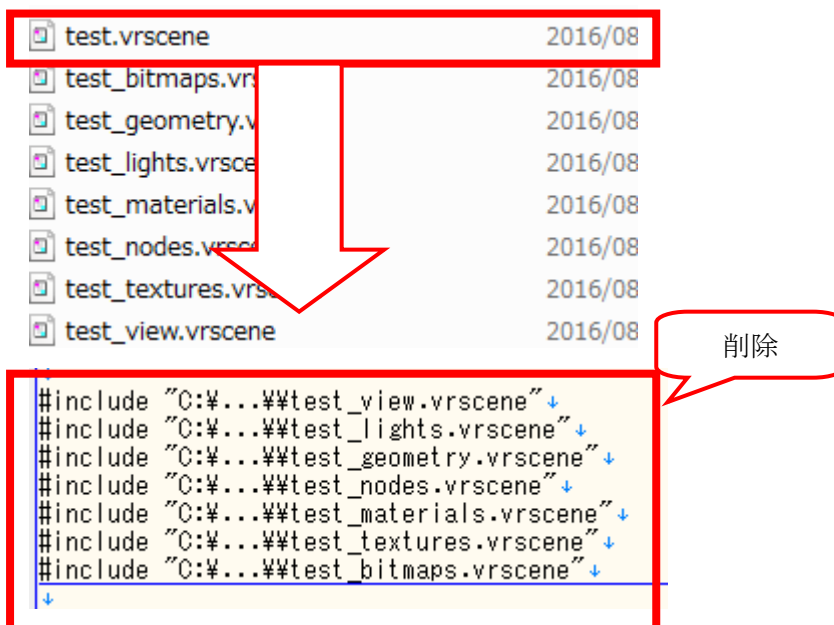 test.vrscene 2016/08
test_bitmaps.vrs 2016/08
test_geometry.v 2016/08
test_lights.vrsce 2016/08
test_materials.v 2016/08
test_nodes.vrsce 2016/08
test_textures.vrsc 2016/08
test_view.vrscene 2016/08
削除
#include "C:¥...¥¥test_view.vrscene"↓
#include "C:¥...¥¥test_lights.vrscene"↓
#include "C:¥...¥¥test_geometry.vrscene"↓
#include "C:¥...¥¥test_nodes.vrscene"↓
#include "C:¥...¥¥test_materials.vrscene"↓
#include "C:¥...¥¥test_textures.vrscene"↓
#include "C:¥...¥¥test_bitmaps.vrscene"↓
↓